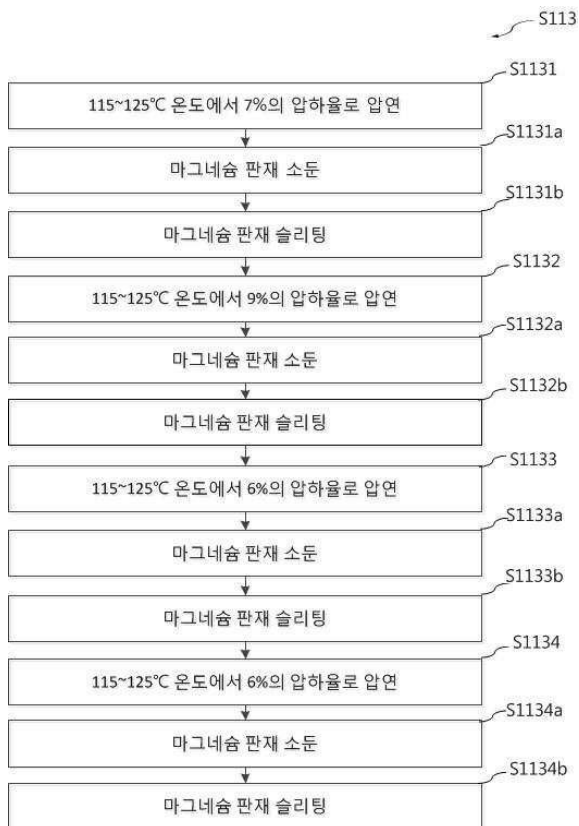 S113
S1131
115~125℃ 온도에서 7%의 압하율로 압연
S1131a
마그네슘 판재 소둔
S1131b
마그네슘 판재 슬리팅
S1132
115~125℃ 온도에서 9%의 압하율로 압연
S1132a
마그네슘 판재 소둔
S1132b
마그네슘 판재 슬리팅
S1133
115~125℃ 온도에서 6%의 압하율로 압연
S1133a
마그네슘 판재 소둔
S1133b
마그네슘 판재 슬리팅
S1134
115~125℃ 온도에서 6%의 압하율로 압연
S1134a
마그네슘 판재 소둔
S1134b
마그네슘 판재 슬리팅